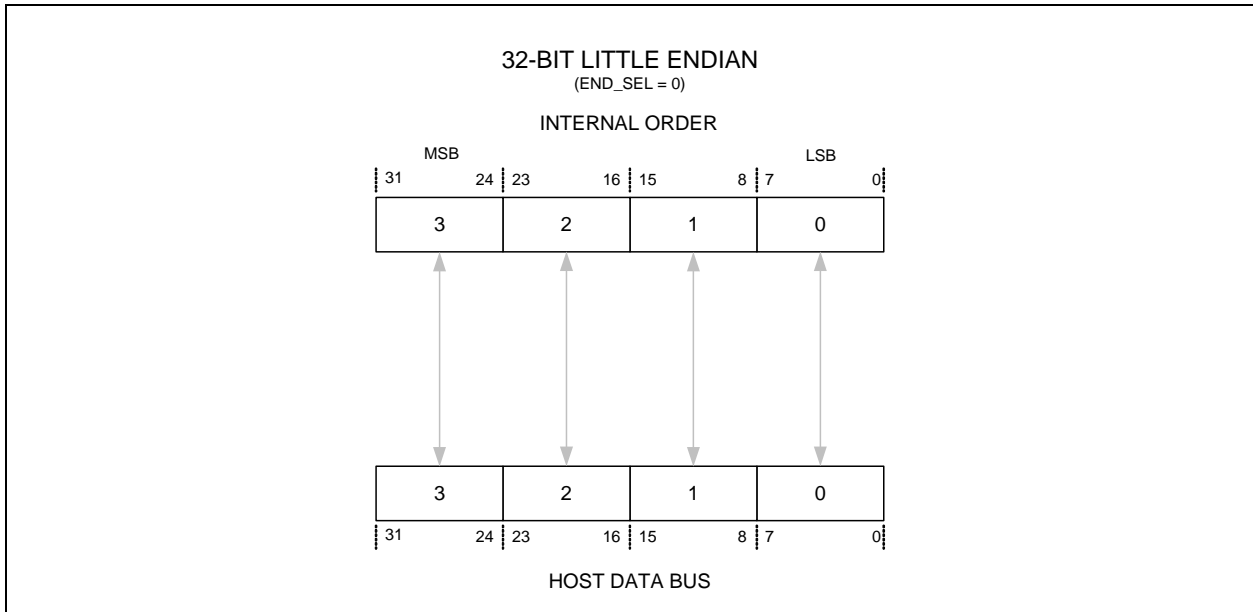 32-BIT LITTLE ENDIAN
(END_SEL = 0)
INTERNAL ORDER
MSB LSB
31 24 23 16 15 8 7 0
3 2 1 0
3 2 1 0
31 24 23 16 15 8 7 0
HOST DATA BUS